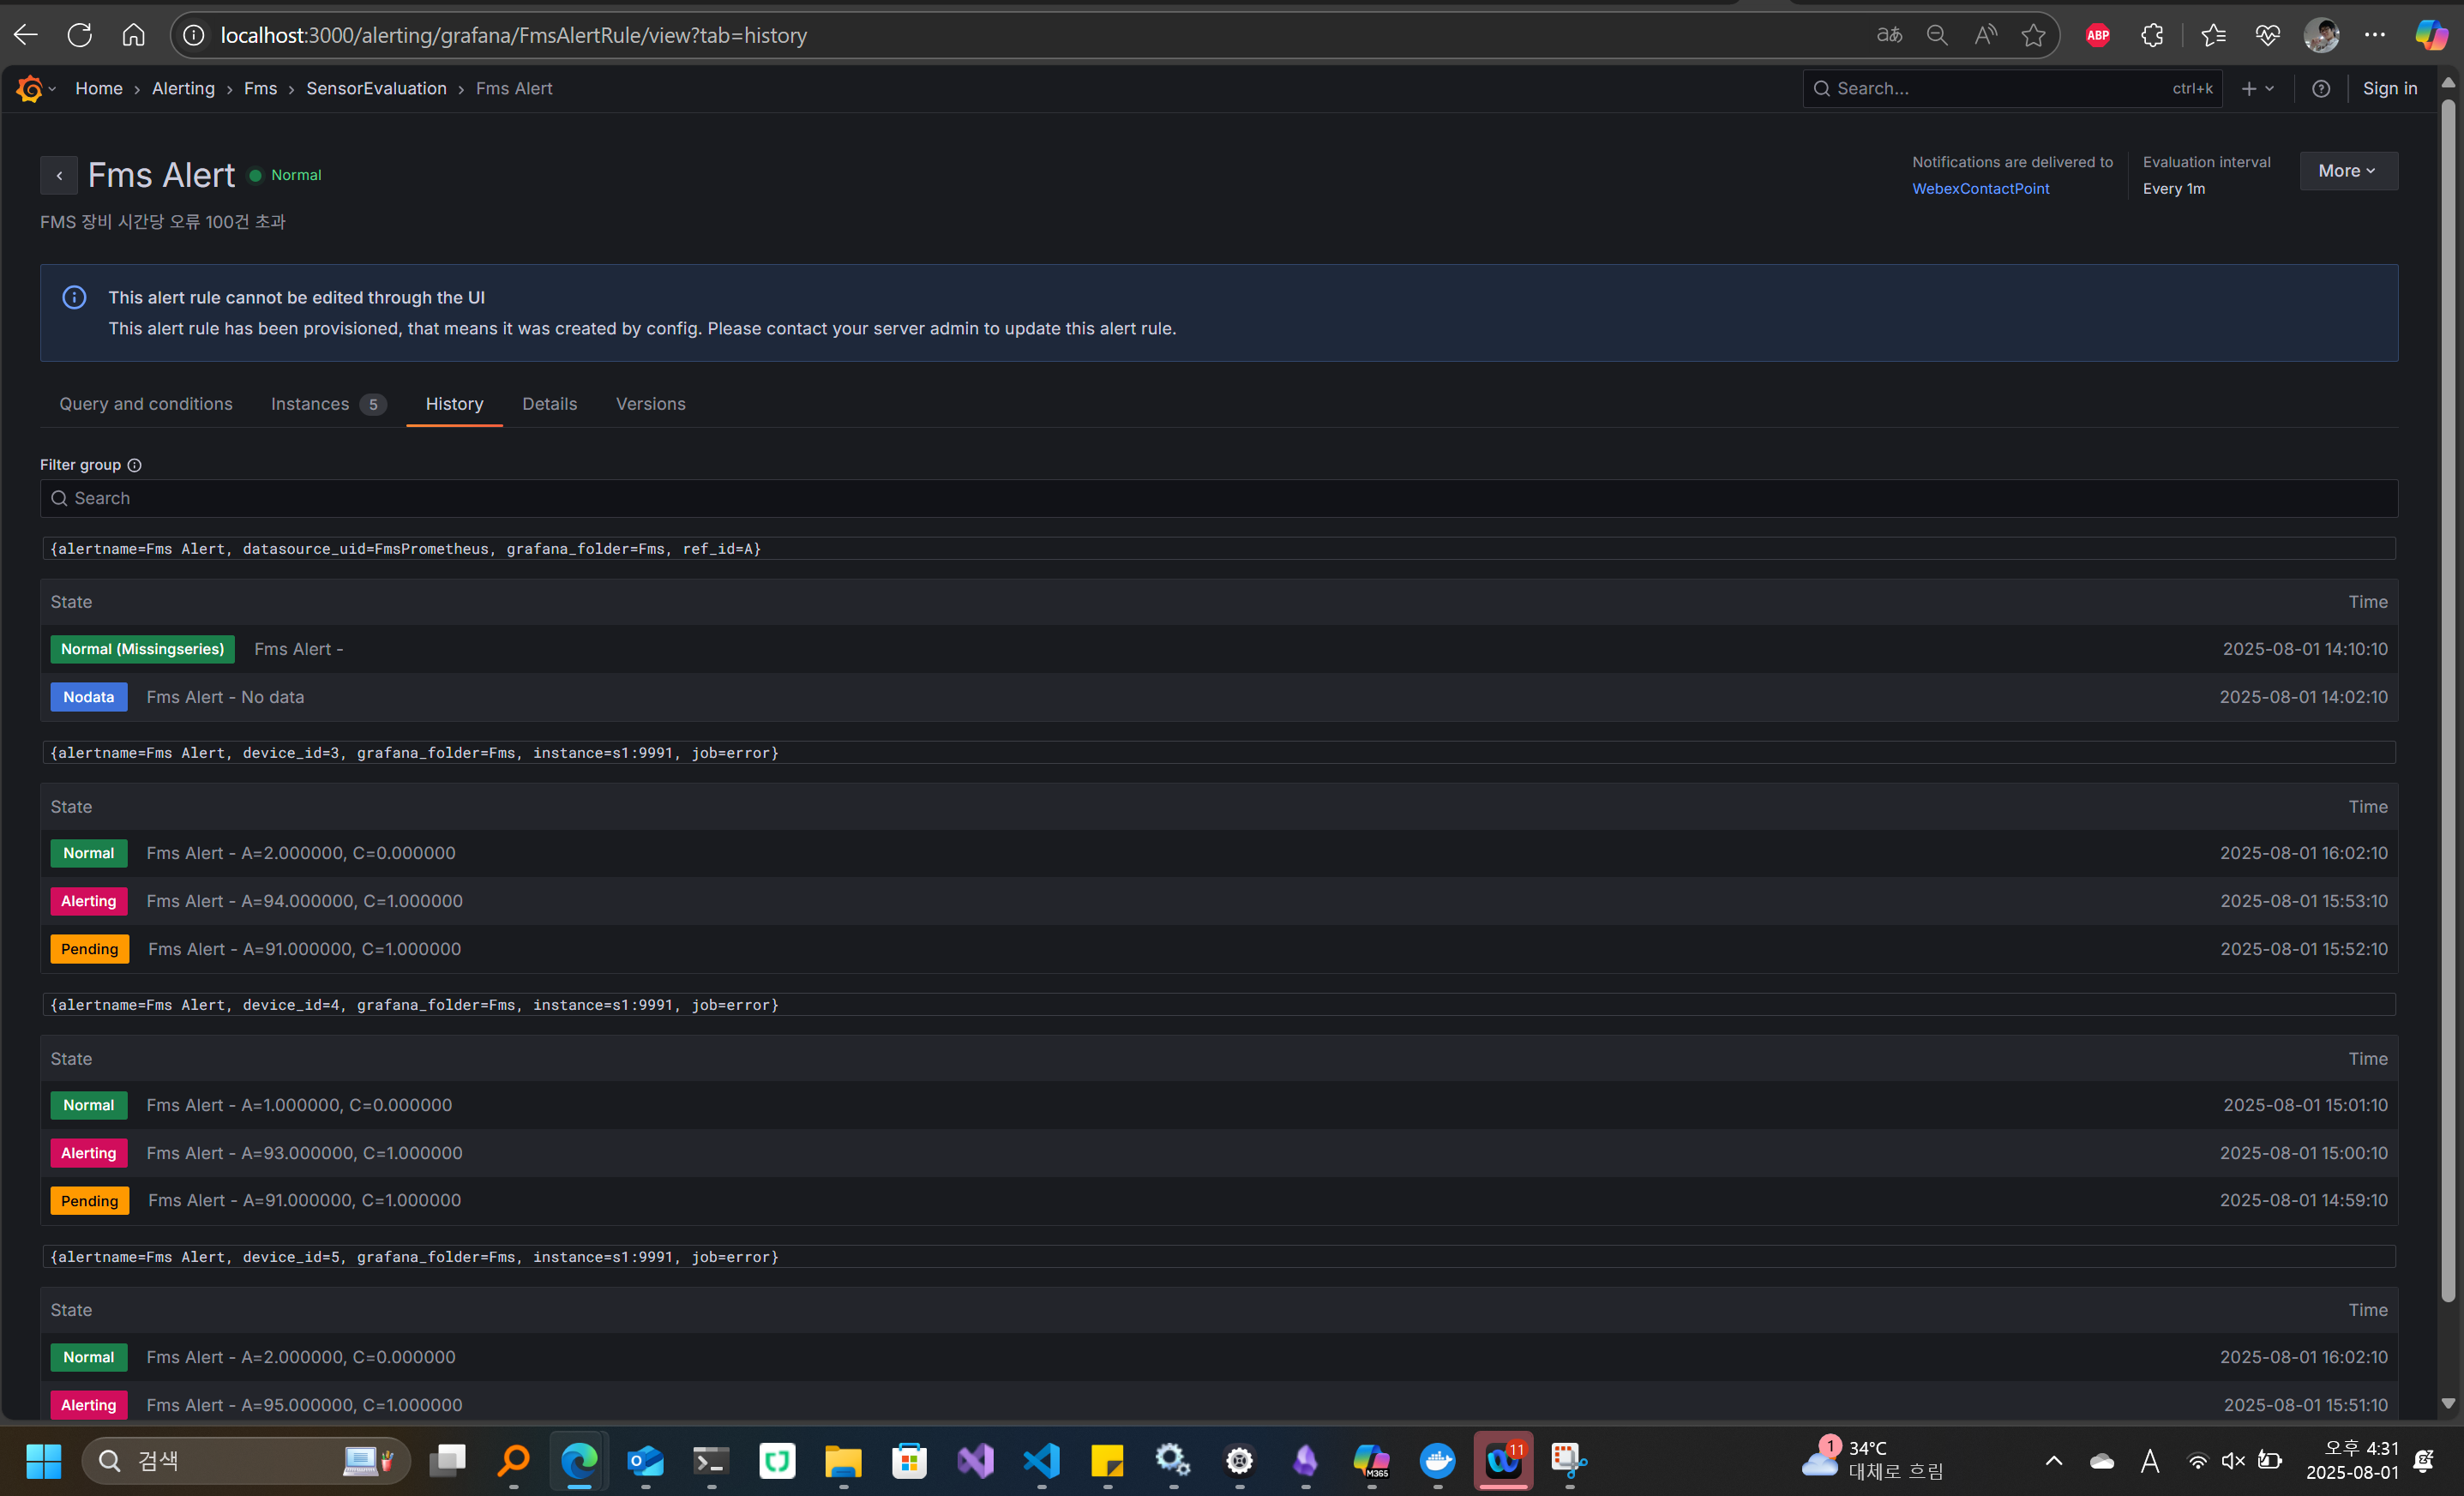 localhost:3000/alerting/grafana/FmsAlertRule/view?tab=history
aあ
A
ABP
Home › Alerting › Fms › SensorEvaluation › Fms Alert
Search...
ctrl+k
Sign in
Fms Alert
Normal
Notifications are delivered to
WebexContactPoint
Evaluation interval
Every 1m
More
FMS 장비 시간당 오류 100건 초과
This alert rule cannot be edited through the UI
This alert rule has been provisioned, that means it was created by config. Please contact your server admin to update this alert rule.
Query and conditions
Instances 5
History
Details
Versions
Filter group
Search
{alertname=Fms Alert, datasource_uid=FmsPrometheus, grafana_folder=Fms, ref_id=A}
State Time
Normal (Missingseries) Fms Alert - 2025-08-01 14:10:10
Nodata Fms Alert - No data 2025-08-01 14:02:10
{alertname=Fms Alert, device_id=3, grafana_folder=Fms, instance=s1:9991, job=error}
State Time
Normal Fms Alert - A=2.000000, C=0.000000 2025-08-01 16:02:10
Alerting Fms Alert - A=94.000000, C=1.000000 2025-08-01 15:53:10
Pending Fms Alert - A=91.000000, C=1.000000 2025-08-01 15:52:10
{alertname=Fms Alert, device_id=4, grafana_folder=Fms, instance=s1:9991, job=error}
State Time
Normal Fms Alert - A=1.000000, C=0.000000 2025-08-01 15:01:10
Alerting Fms Alert - A=93.000000, C=1.000000 2025-08-01 15:00:10
Pending Fms Alert - A=91.000000, C=1.000000 2025-08-01 14:59:10
{alertname=Fms Alert, device_id=5, grafana_folder=Fms, instance=s1:9991, job=error}
State Time
Normal Fms Alert - A=2.000000, C=0.000000 2025-08-01 16:02:10
Alerting Fms Alert - A=95.000000, C=1.000000 2025-08-01 15:51:10
검색
M365
11
1
34°C
대체로 흐림
A
오후 4:31
2025-08-01